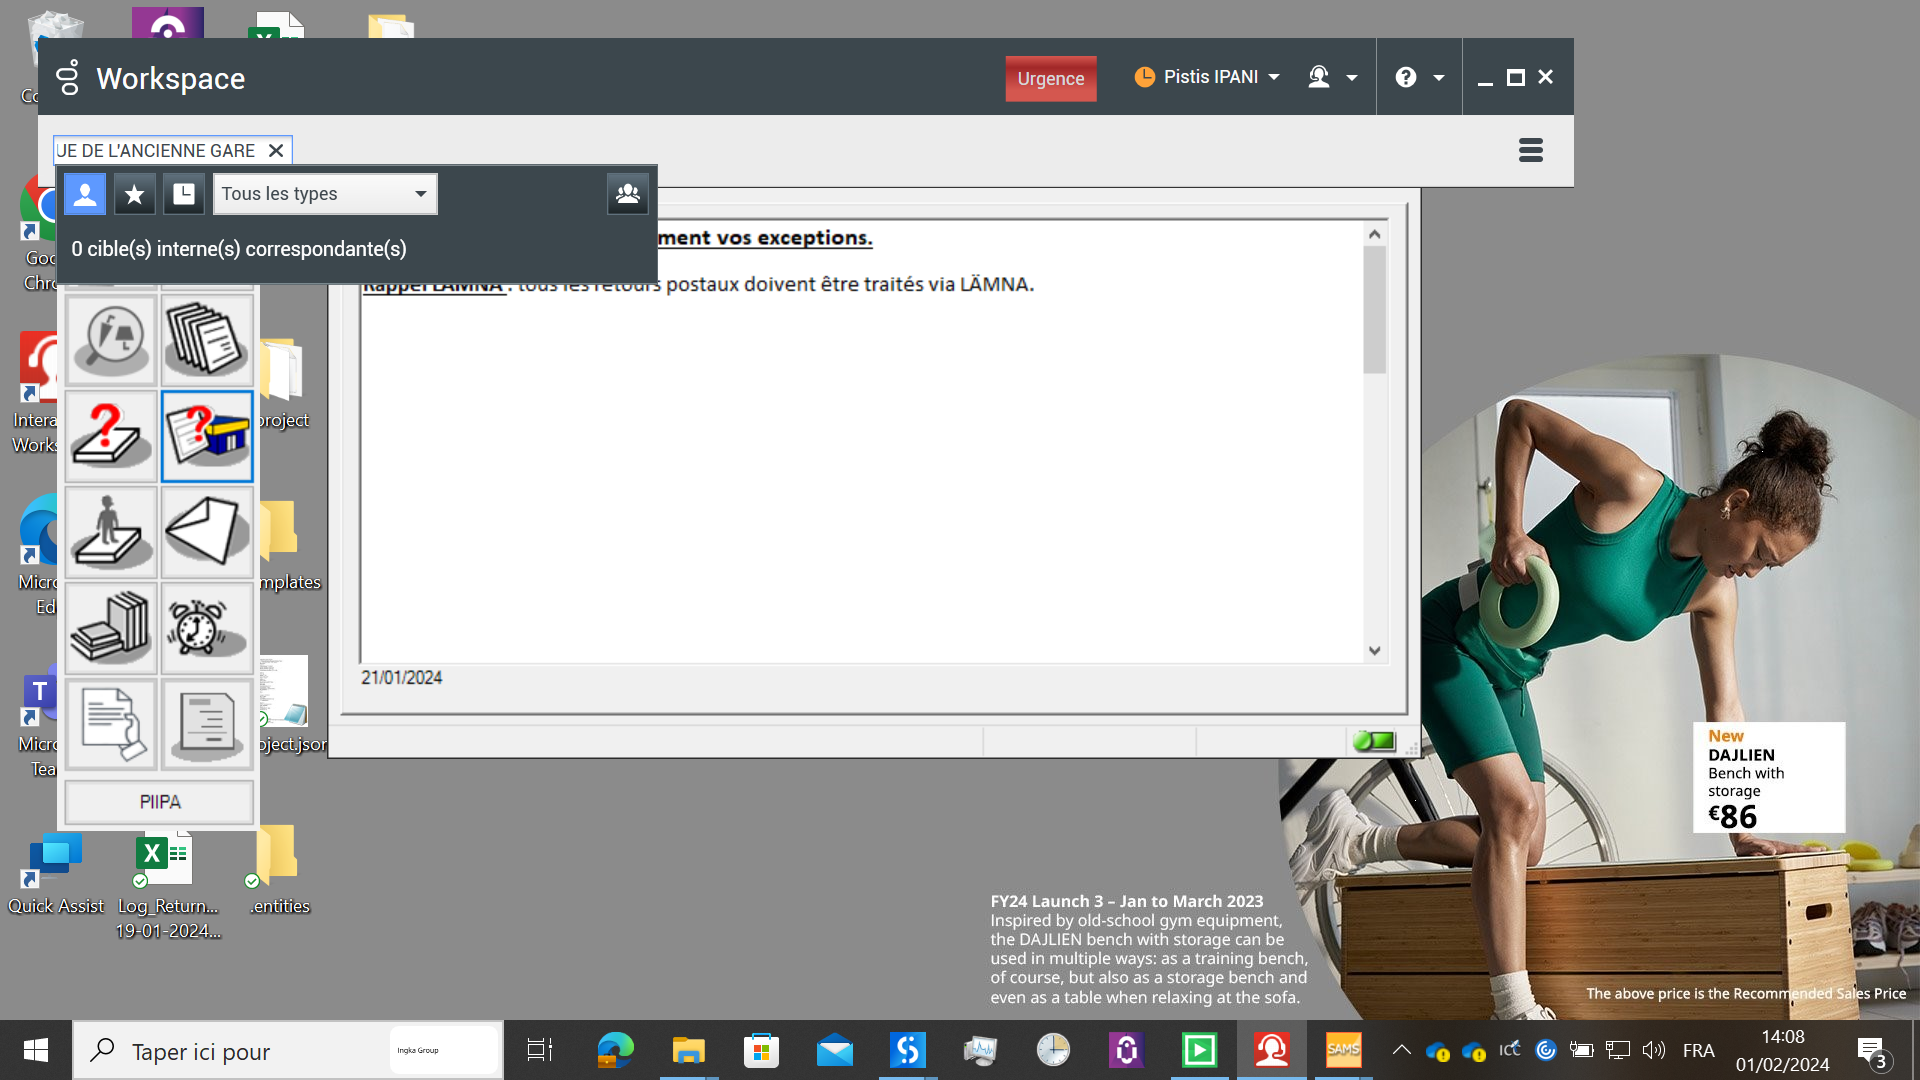 Workspace
Urgence
Pistis IPANI
UE DE L'ANCIENNE GARE
Tous les types
0 cible(s) interne(s) correspondante(s)
ment vos exceptions.
Rappel LÄMNA : tous les retours postaux doivent être traités via LÄMNA.
21/01/2024
PIIPA
project
mplates
oject.json
Quick Assist
Log_Return...
19-01-2024...
.entities
New
DAJLIEN
Bench with
storage
€86
FY24 Launch 3 – Jan to March 2023
Inspired by old-school gym equipment,
the DAJLIEN bench with storage can be
used in multiple ways: as a training bench,
of course, but also as a storage bench and
even as a table when relaxing at the sofa.
The above price is the Recommended Sales Price
Taper ici pour
Ingka Group
SAMS
ICC
FRA
14:08
01/02/2024
3